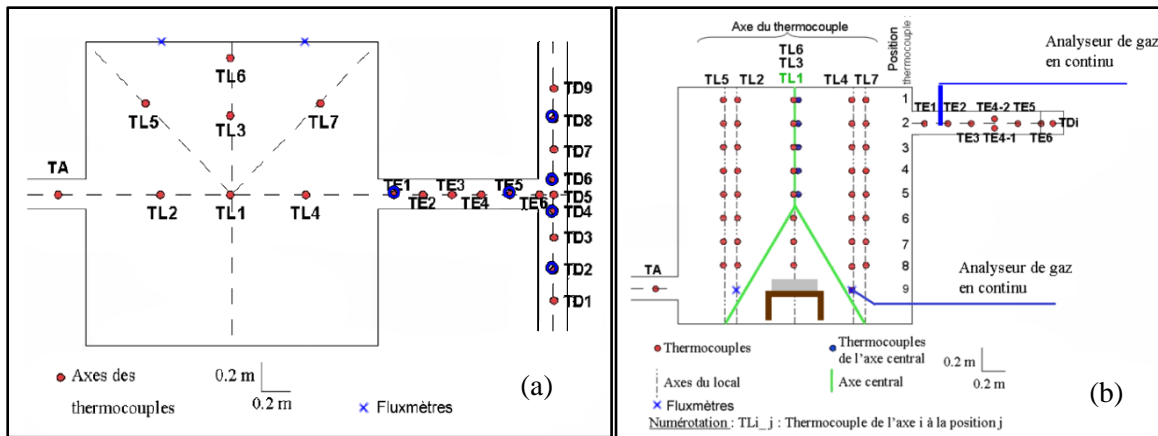 TL6
TL5
TL3
TL7
TA
TL2
TL1
TL4
TE1
TE3
TE5
TE2
TE4
TE6
TD9
TD8
TD7
TD6
TD5
TD4
TD3
TD2
TD1
Axes des
thermocouples
0.2 m
0.2 m
Fluxmètres
(a)
Axe du thermocouple
TL6
TL3
TL5 TL2 TL1 TL4 TL7
Position
thermocouple :
Analyseur de gaz
en continu
1
TE1 TE2 TE4-2 TE5
2
TDi
TE3 TE4-1 TE6
3
4
5
6
7
8
9
TA
Analyseur de gaz
en continu
Thermocouples
Thermocouples
de l'axe central
0.2 m
0.2 m
Axes du local
Axe central
Fluxmètres
(b)
Numérotation : TLi_j : Thermocouple de l'axe i à la position j